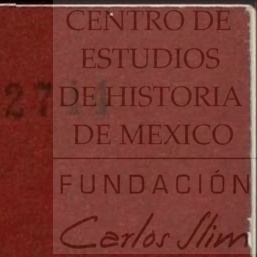 CENTRO DE
ESTUDIOS
DE HISTORIA
DE MEXICO
FUNDACIÓN
Carlos Slim